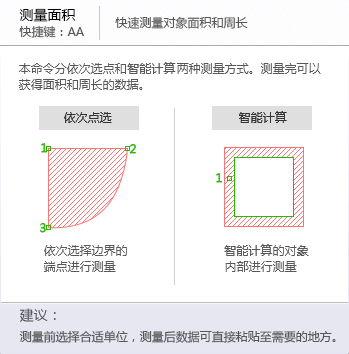 测量面积
快捷键：AA
快速测量对象面积和周长
本命令分依次选点和智能计算两种测量方式。测量完可以
获得面积和周长的数据。
依次点选
智能计算
1
2
3
1
依次选择边界的
端点进行测量
智能计算的对象
内部进行测量
建议：
测量前选择合适单位，测量后数据可直接粘贴至需要的地方。